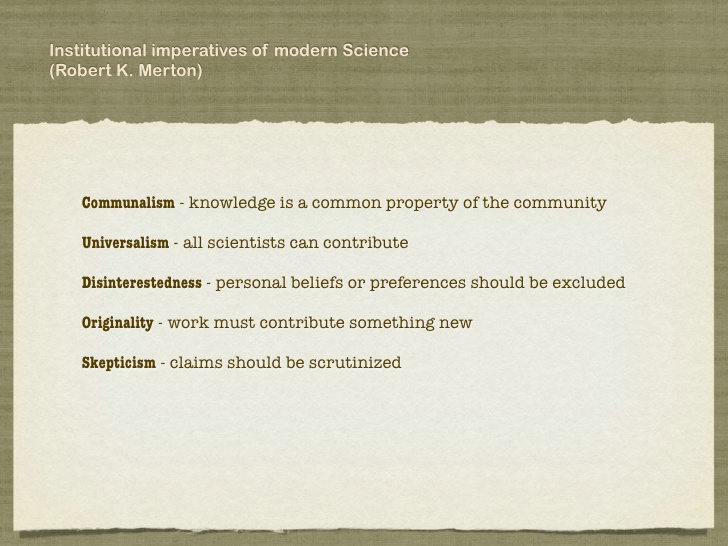 Institutional imperatives of modern Science
(Robert K. Merton)
Communalism - knowledge is a common property of the community
Universalism - all scientists can contribute
Disinterestedness - personal beliefs or preferences should be excluded
Originality - work must contribute something new
Skepticism - claims should be scrutinized